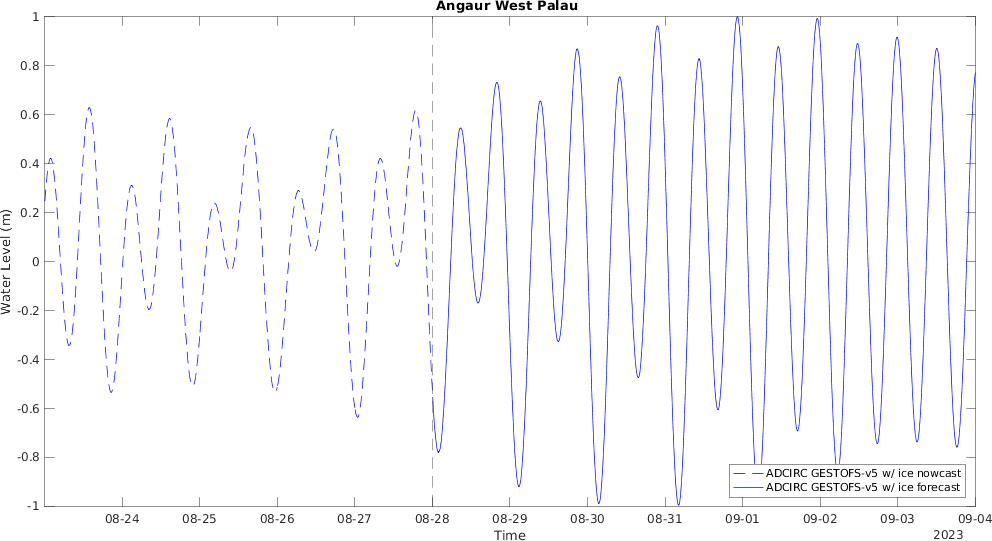 Angaur West Palau
Water Level (m)
1
0.8
0.6
0.4
0.2
0
-0.2
-0.4
-0.6
-0.8
-1
ADCIRC GESTOFS-v5 w/ ice nowcast
ADCIRC GESTOFS-v5 w/ ice forecast
08-24 08-25 08-26 08-27 08-28 08-29 08-30 08-31 09-01 09-02 09-03 09-04
Time
2023